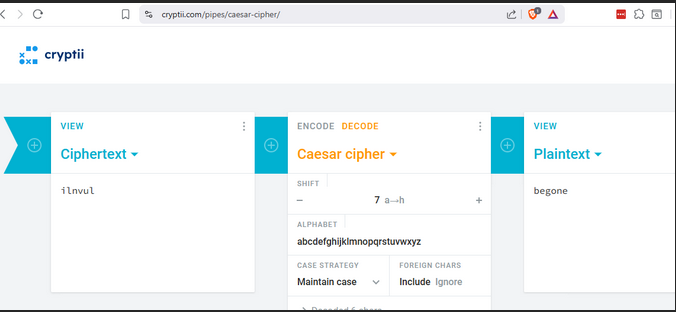 cryptii.com/pipes/caesar-cipher/
1
cryptii
VIEW
Ciphertext
ilnvul
ENCODE DECODE
Caesar cipher
SHIFT
− 7 a→h +
ALPHABET
abcdefghijklmnopqrstuvwxyz
CASE STRATEGY
Maintain case
FOREIGN CHARS
Include Ignore
VIEW
Plaintext
begone